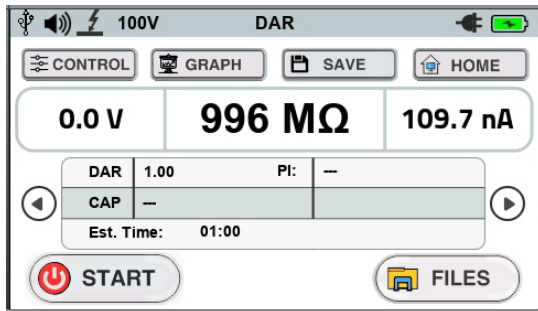 100V DAR
CONTROL GRAPH SAVE HOME
0.0 V 996 MΩ 109.7 nA
DAR 1.00 PI: ---
CAP ---
Est. Time: 01:00
START FILES